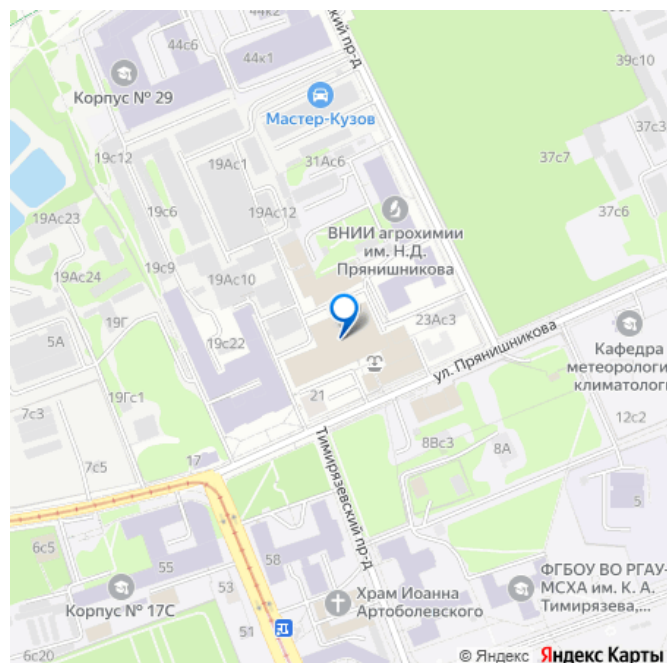 44к2
39с10
44с6
44к1
Корпус № 29
Тимирязевский пр-д
Мастер-Кузов
37с3
19с12
19Ас1
31Ас6
37с7
19с6
19Ас12
37с6
19Ас23
ВНИИ агрохимии
им. Н.Д.
Прянишникова
19с9
19Ас24
19Ас10
19Г
23Ас3
5А
19с22
ул. Прянишникова
Кафедра
метеорологи
климатологи
19Гс1
21
7с3
12с2
8Вс3
8А
17
7с5
Тимирязевский пр-д
5
6с5
55
58
ФГБОУ ВО РГАУ-
МСХА им. К. А.
Тимирязева,...
53
Корпус № 17С
Храм Иоанна
Артоболевского
51
6с20
© Яндекс Яндекс Карты